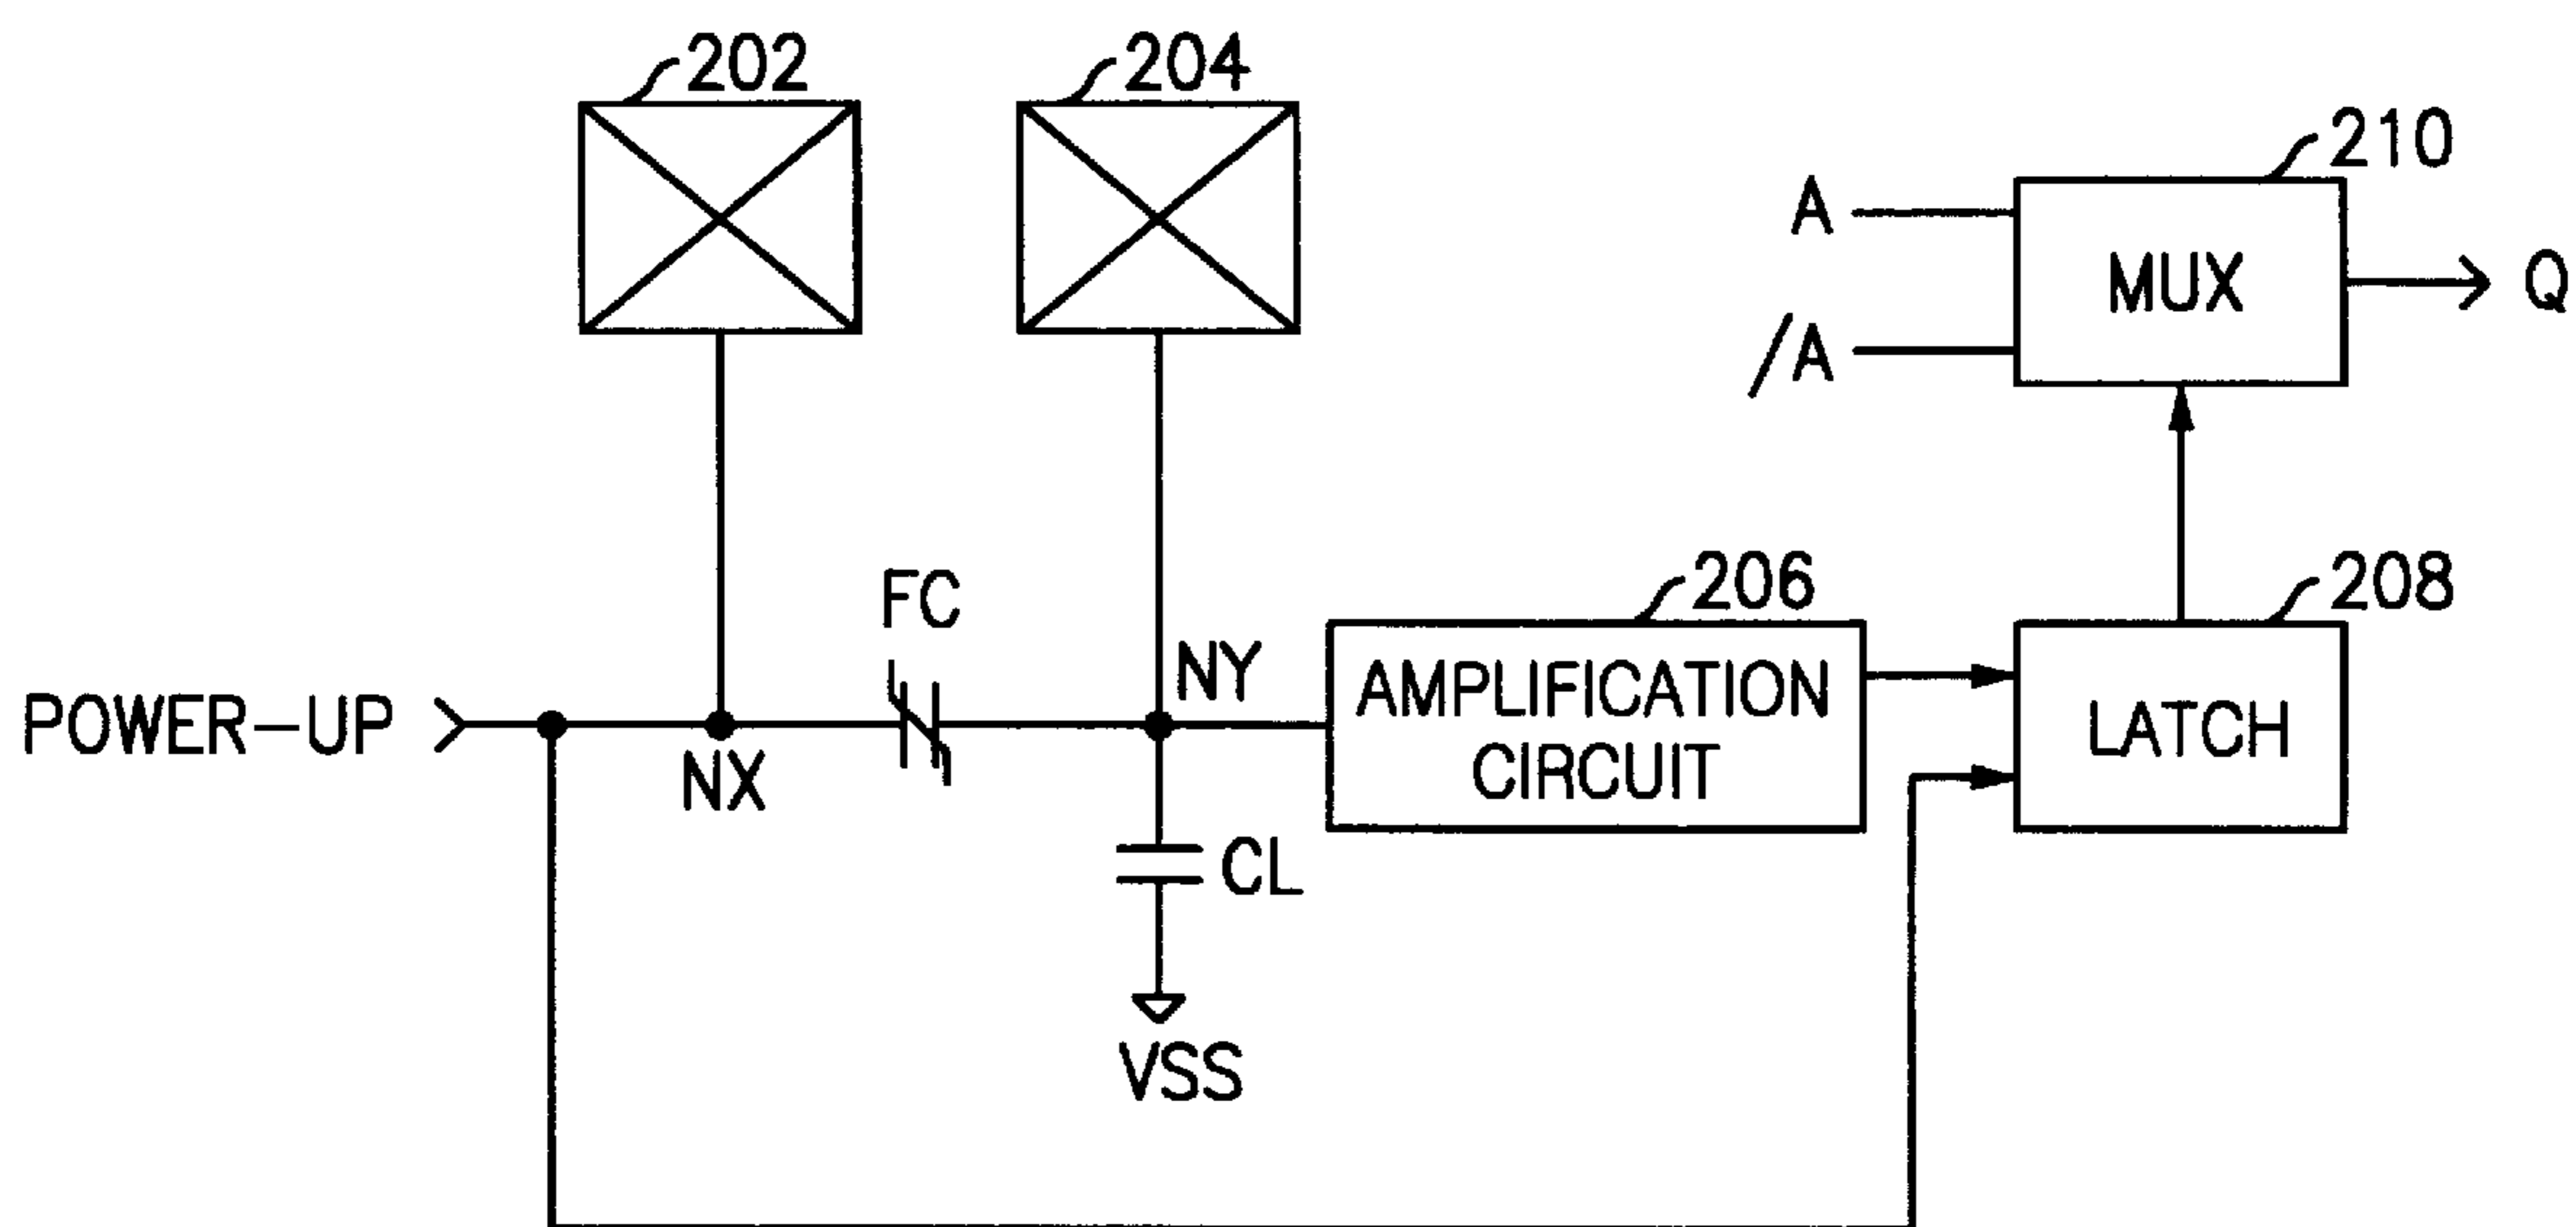 202
204
210
A
MUX
Q
/A
FC
206
208
NY
POWER-UP
AMPLIFICATION
CIRCUIT
LATCH
NX
CL
VSS